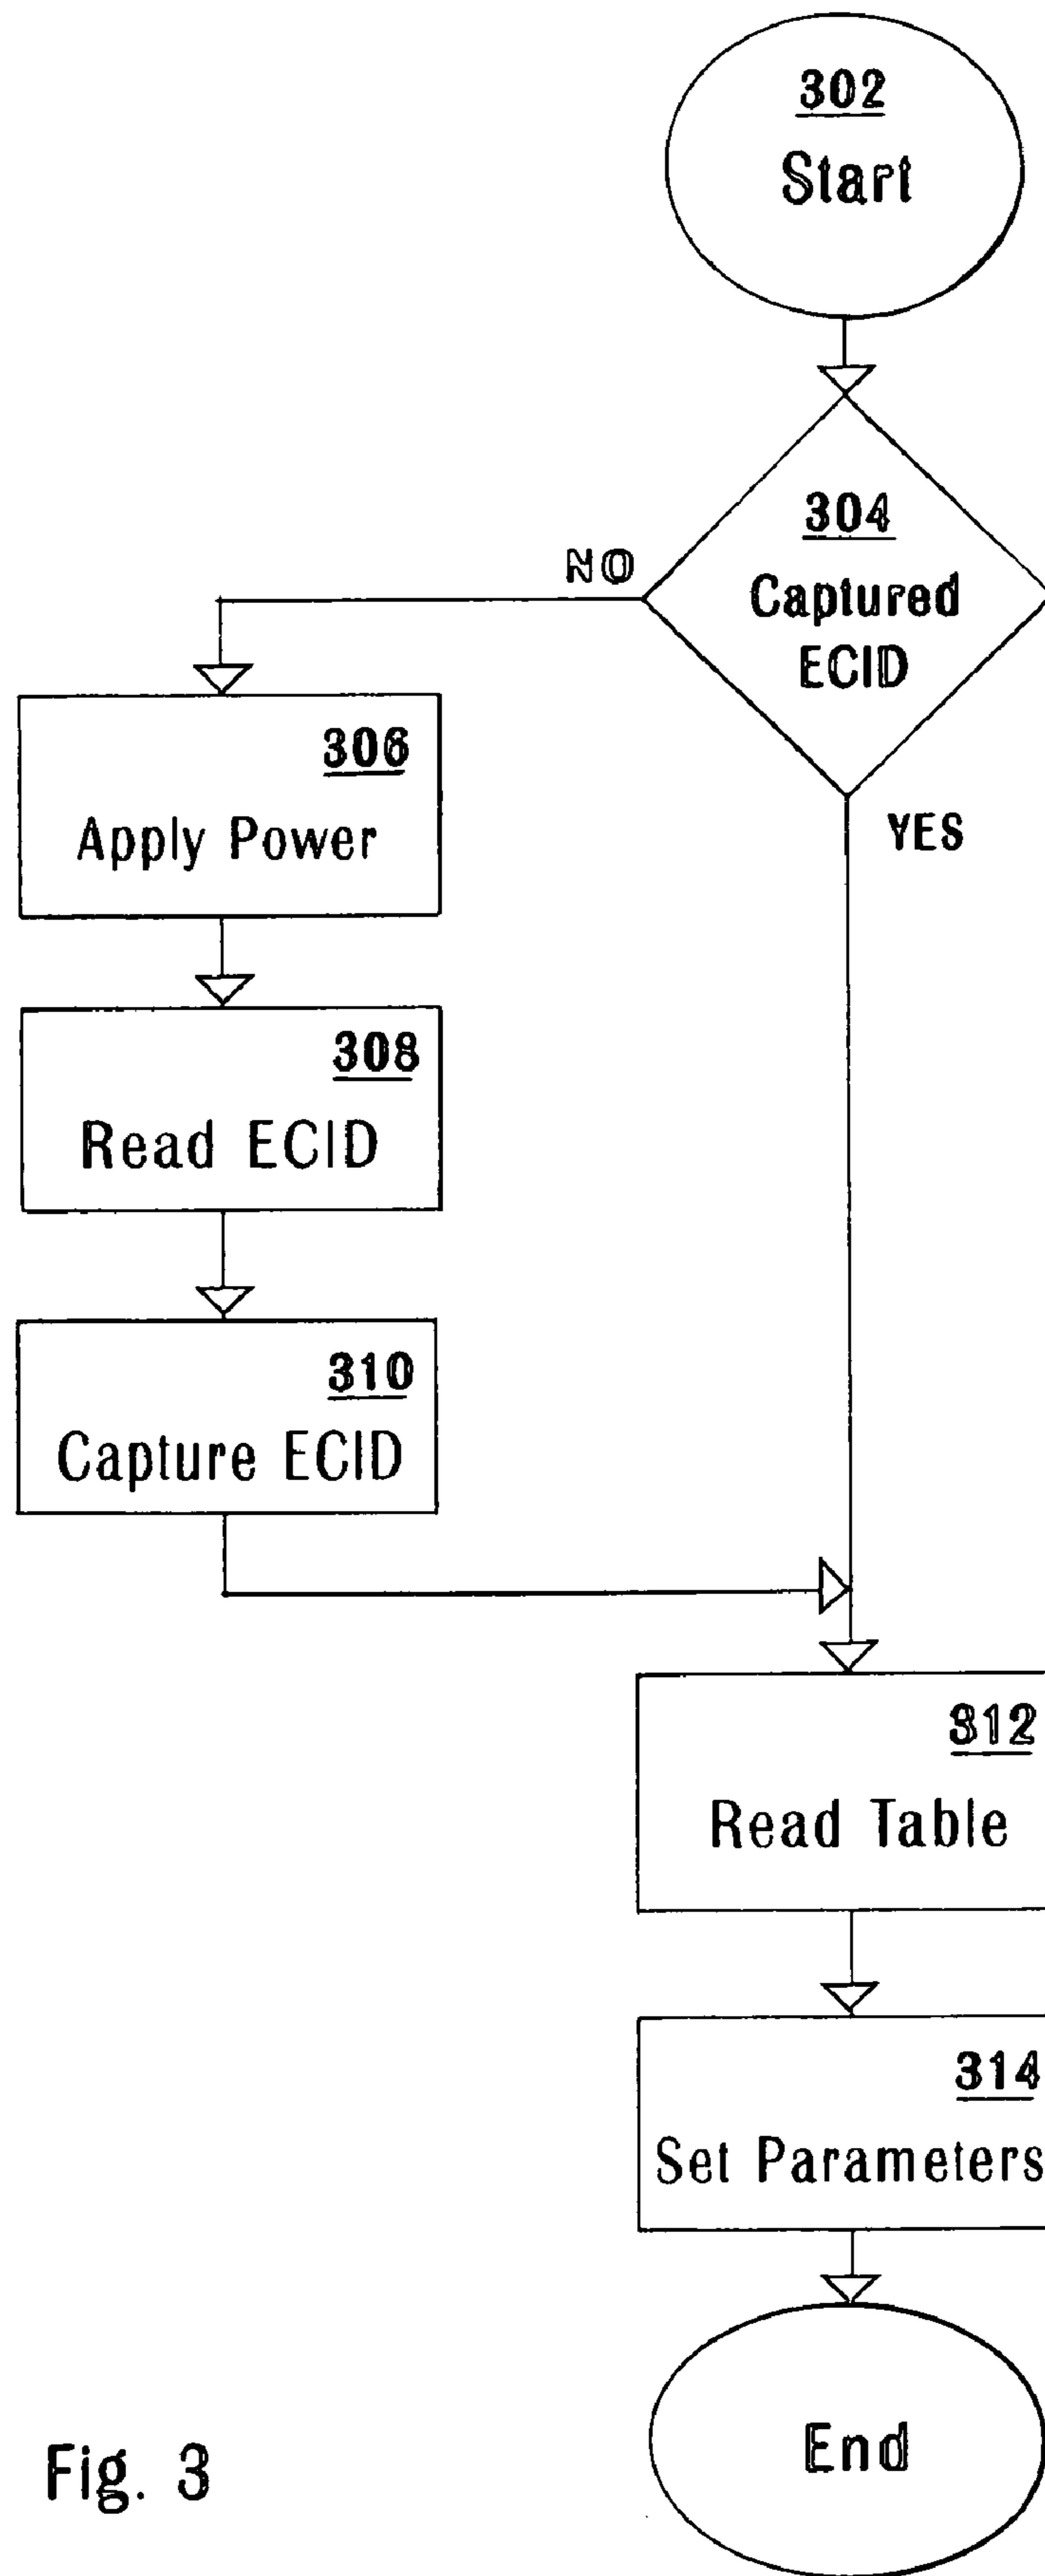 302
Start
304
Captured
ECID
NO
YES
306
Apply Power
308
Read ECID
310
Capture ECID
312
Read Table
314
Set Parameters
End
Fig. 3